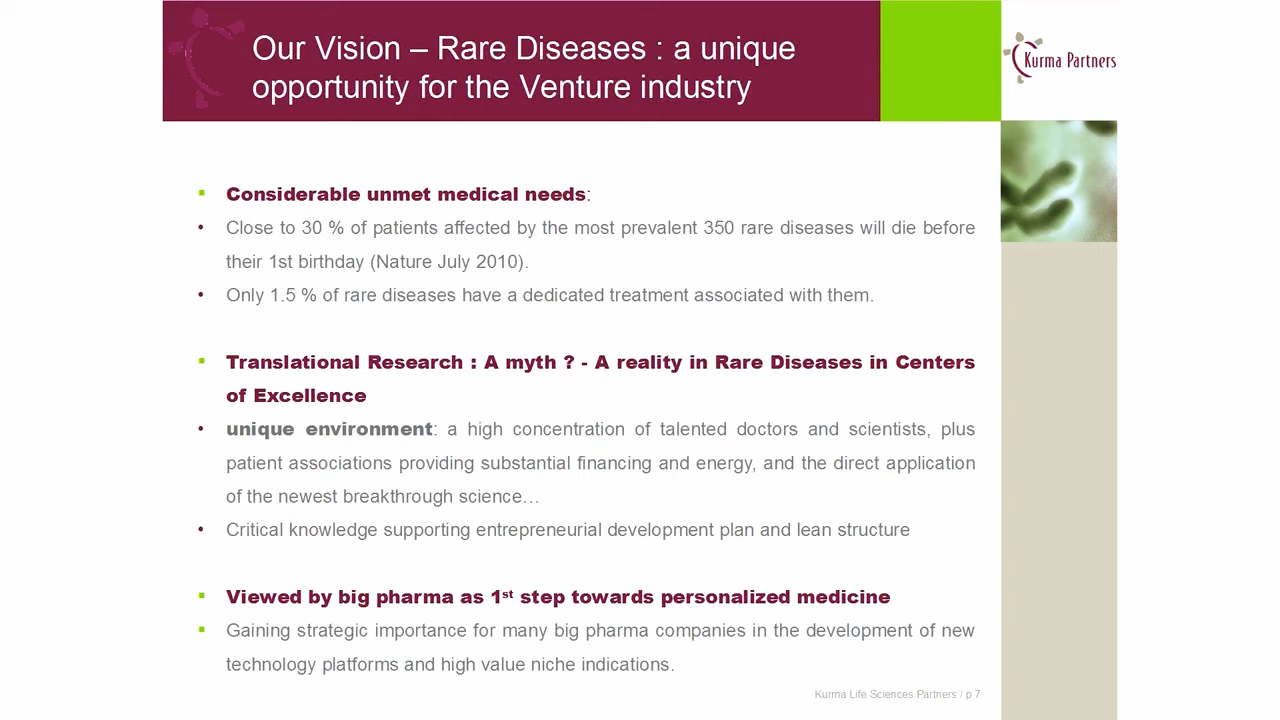 Our Vision – Rare Diseases : a unique
opportunity for the Venture industry
Kurma Partners
▪ Considerable unmet medical needs:
• Close to 30 % of patients affected by the most prevalent 350 rare diseases will die before
their 1st birthday (Nature July 2010).
• Only 1.5 % of rare diseases have a dedicated treatment associated with them.
▪ Translational Research : A myth ? - A reality in Rare Diseases in Centers
of Excellence
• unique environment: a high concentration of talented doctors and scientists, plus
patient associations providing substantial financing and energy, and the direct application
of the newest breakthrough science…
• Critical knowledge supporting entrepreneurial development plan and lean structure
▪ Viewed by big pharma as 1st step towards personalized medicine
▪ Gaining strategic importance for many big pharma companies in the development of new
technology platforms and high value niche indications.
Kurma Life Sciences Partners / p 7